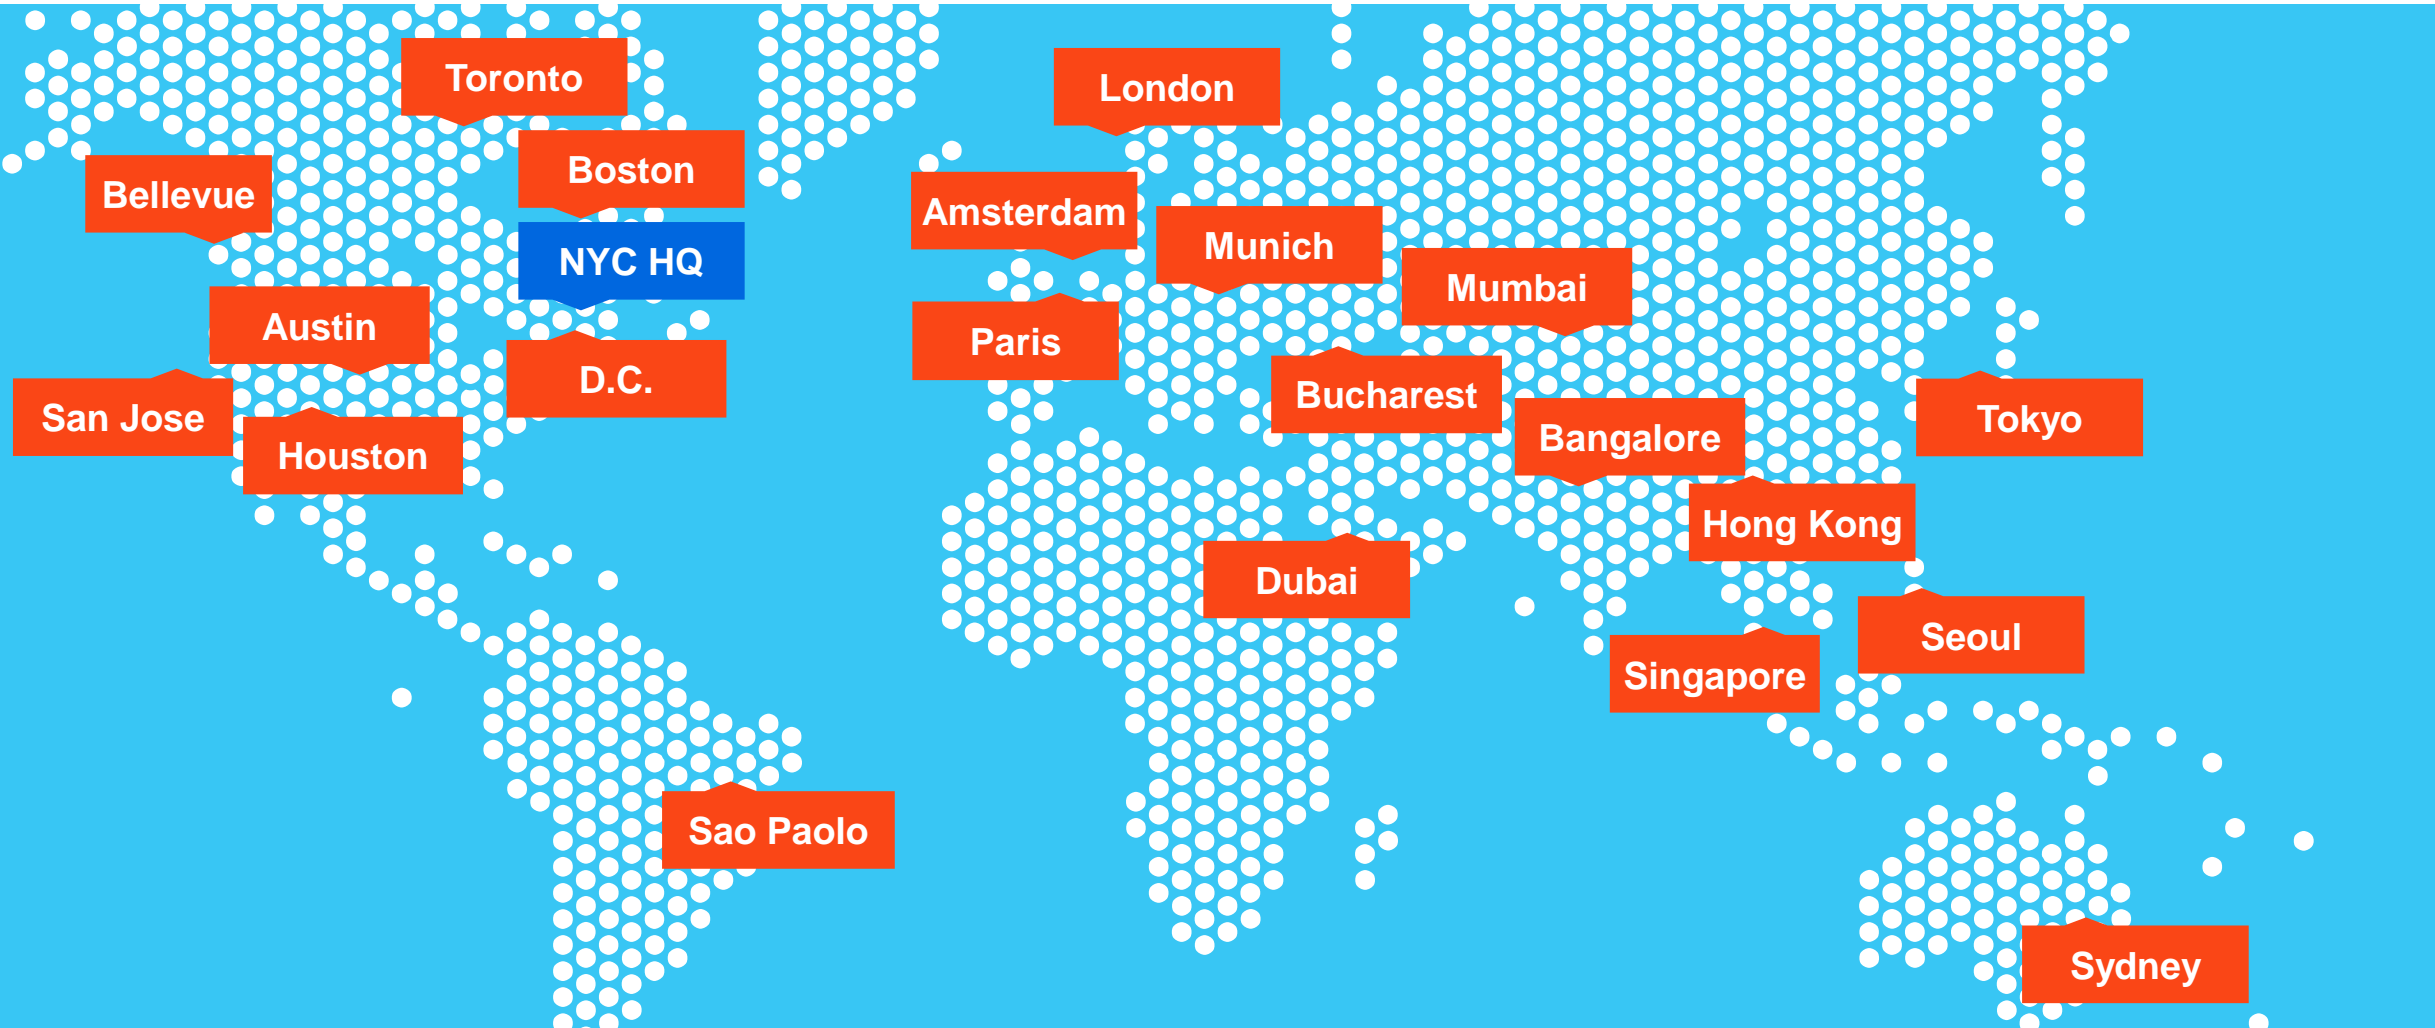 Toronto
London
Boston
Bellevue
Amsterdam
NYC HQ
Munich
Mumbai
Austin
Paris
D.C.
Bucharest
San Jose
Tokyo
Houston
Bangalore
Hong Kong
Dubai
Seoul
Singapore
Sao Paolo
Sydney